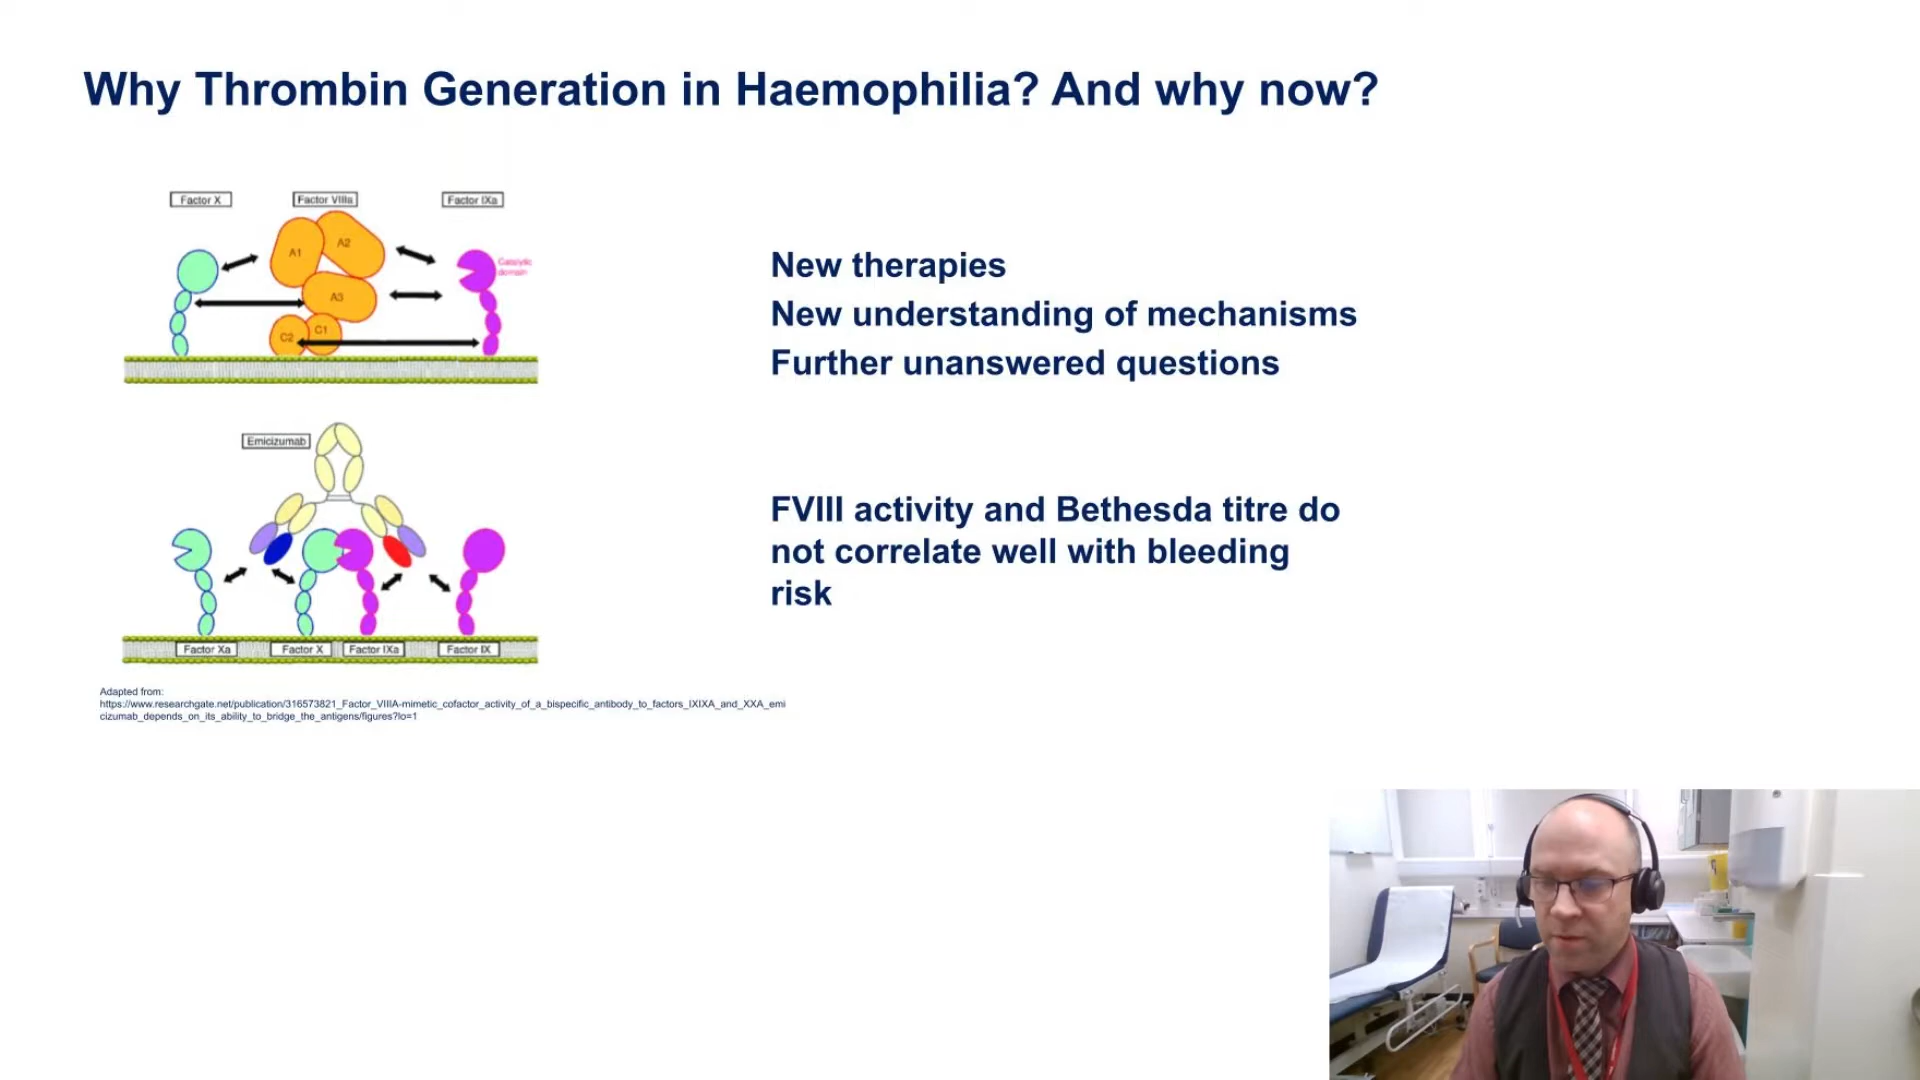 Why Thrombin Generation in Haemophilia? And why now?
Factor X
Factor VIIIa
Factor IXa
A1
A2
Catalytic
domain
A3
C2
C1
New therapies
New understanding of mechanisms
Further unanswered questions
Emicizumab
FVIII activity and Bethesda titre do
not correlate well with bleeding
risk
Factor Xa
Factor X
Factor IXa
Factor IX
Adapted from:
https://www.researchgate.net/publication/316573821_Factor_VIIIA-mimetic_cofactor_activity_of_a_bispecific_antibody_to_factors_IXIXA_and_XXA_emi
cizumab_depends_on_its_ability_to_bridge_the_antigens/figures?lo=1